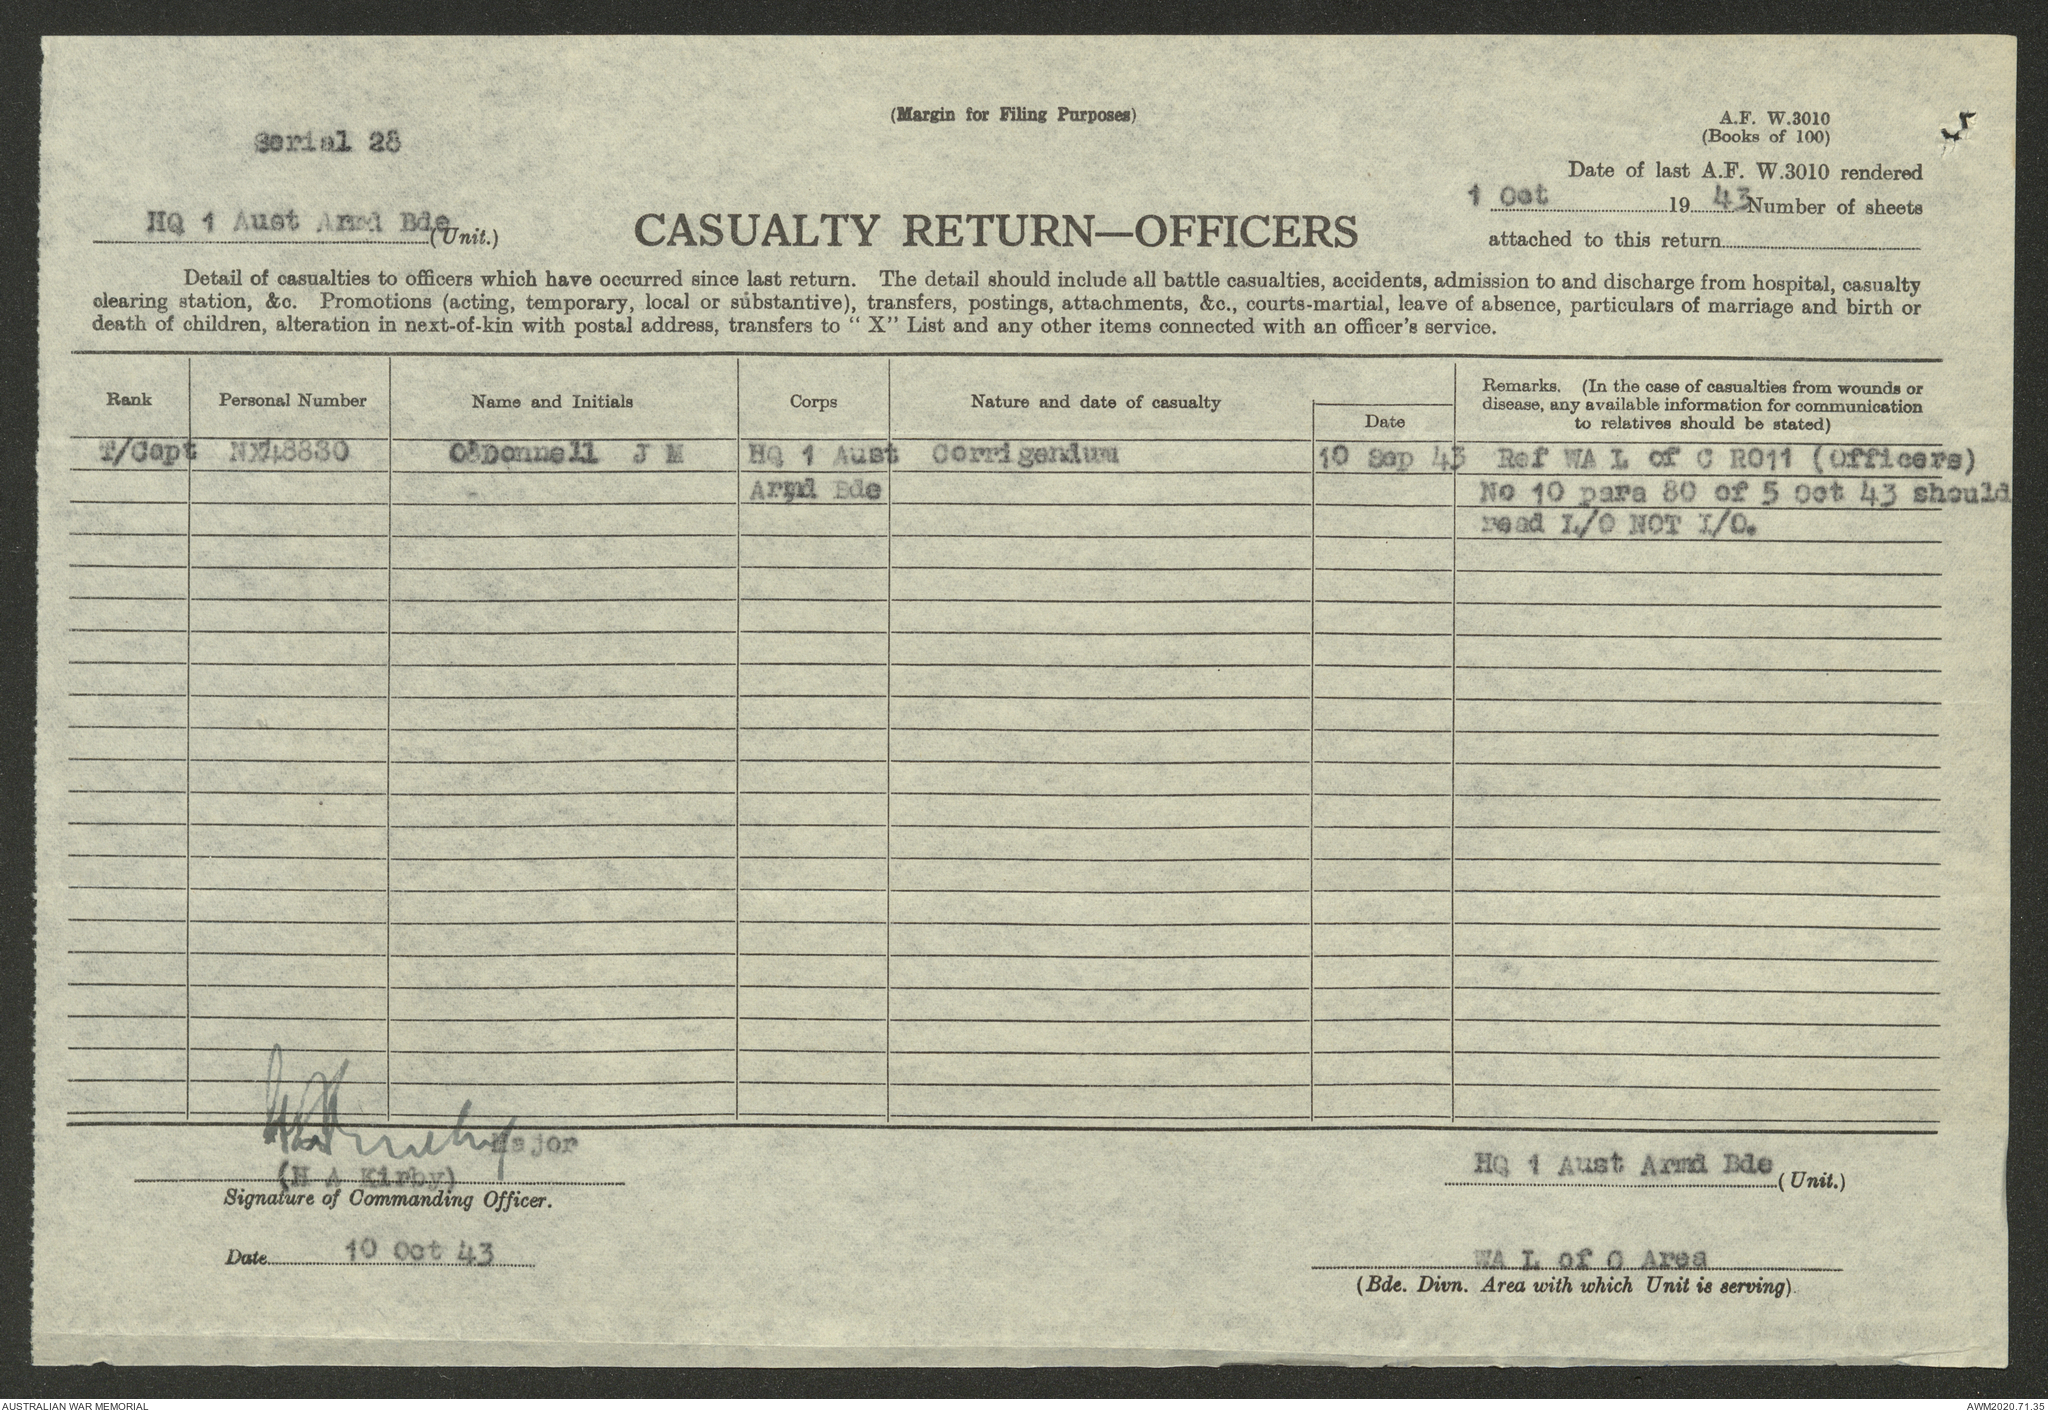 (Margin for Filing Purposes)
A.F. W.3010
(Books of 100)
Serial 28
Date of last A.F. W.3010 rendered
1 Oct 19 43 Number of sheets
attached to this return
HQ 1 Aust Armd Bde (Unit.)
CASUALTY RETURN—OFFICERS
Detail of casualties to officers which have occurred since last return. The detail should include all battle casualties, accidents, admission to and discharge from hospital, casualty
clearing station, &c. Promotions (acting, temporary, local or substantive), transfers, postings, attachments, &c., courts-martial, leave of absence, particulars of marriage and birth or
death of children, alteration in next-of-kin with postal address, transfers to “ X” List and any other items connected with an officer's service.
Rank Personal Number Name and Initials Corps Nature and date of casualty Date
Remarks. (In the case of casualties from wounds or
disease, any available information for communication
to relatives should be stated)
T/Capt NX48830 O'Donnell J M HQ 1 Aust Corrigendum 10 Sep 43 Ref WA L of C RO11 (Officers)
Armd Bde No 10 para 80 of 5 Oct 43 should
read L/O NOT I/O.
Major
(H A Kirby)
Signature of Commanding Officer.
HQ 1 Aust Armd Bde (Unit.)
Date 10 Oct 43
WA L of C Area
(Bde. Divn. Area with which Unit is serving).
AUSTRALIAN WAR MEMORIAL
AWM2020.71.35